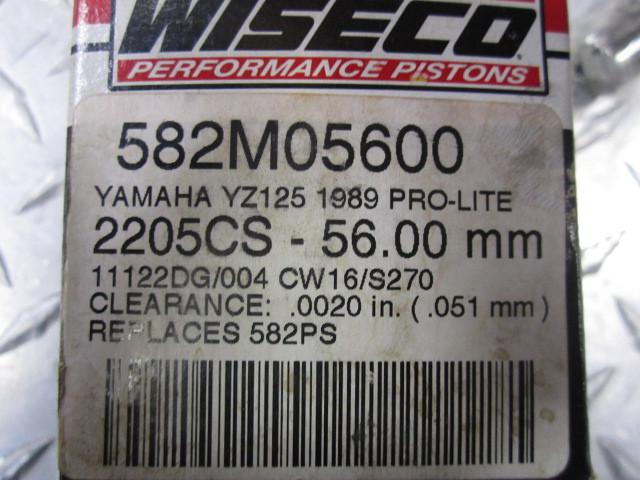 WISECO
PERFORMANCE PISTONS
582M05600
YAMAHA YZ125 1989 PRO-LITE
2205CS - 56.00 mm
11122DG/004 CW16/S270
CLEARANCE: .0020 in. ( .051 mm )
REPLACES 582PS